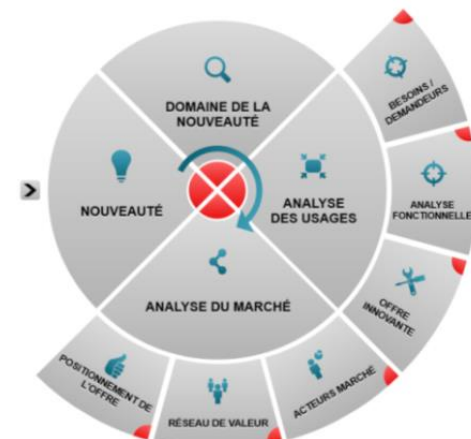 DOMAINE DE LA
NOUVEAUTÉ
NOUVEAUTÉ
ANALYSE
DES USAGES
ANALYSE DU MARCHÉ
BESOINS /
DEMANDEURS
ANALYSE
FONCTIONNELLE
OFFRE
INNOVANTE
ACTEURS MARCHÉ
RÉSEAU DE VALEUR
POSITIONNEMENT DE
L'OFFRE